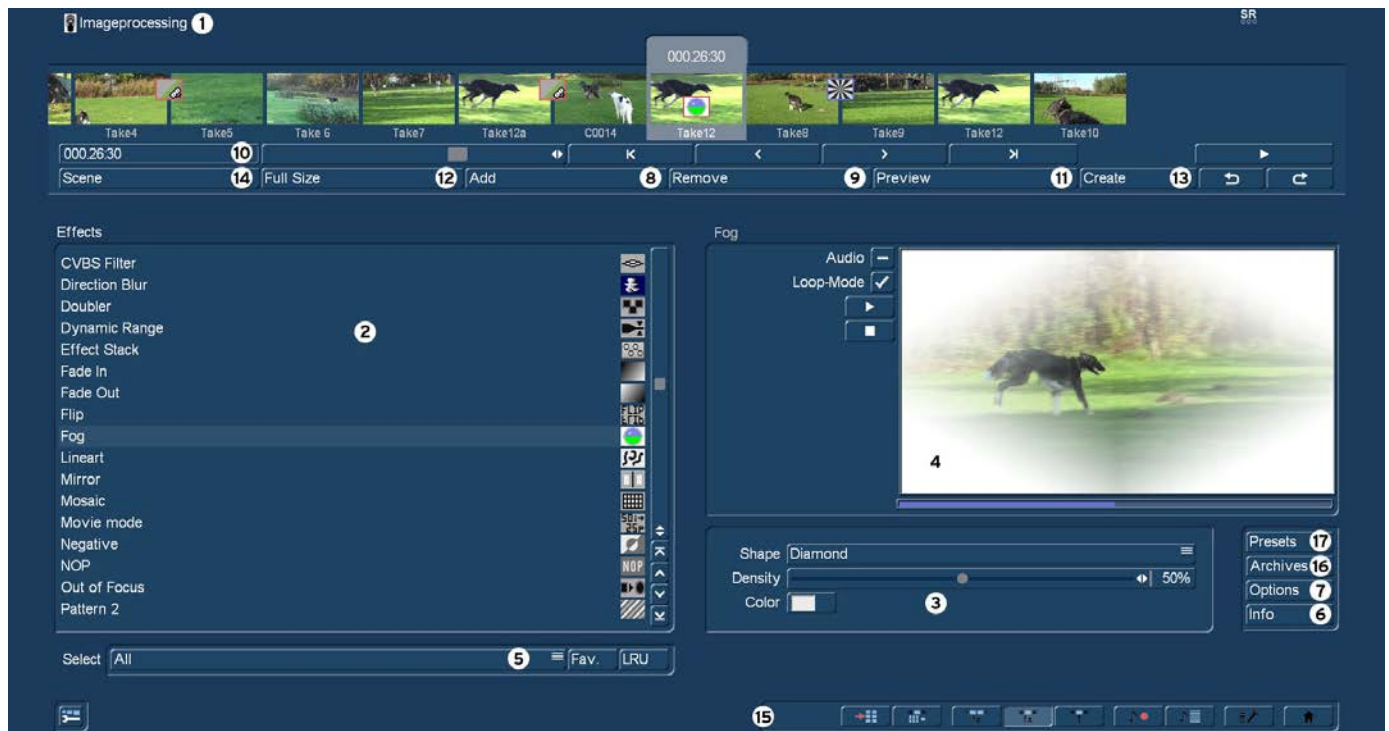 Imageprocessing 1
SR
000.26:30
Take4 Take5 Take 6 Take7 Take12a C0014 Take12 Take8 Take9 Take12 Take10
000.26:30 10
Scene 14 Full Size 12 Add 8 Remove 9 Preview 11 Create 13
Effects
CVBS Filter
Direction Blur
Doubler
Dynamic Range
2
Effect Stack
Fade In
Fade Out
Flip
FLIP
Fog
Lineart
Mirror
Mosaic
Movie mode
Negative
NOP
NOP
Out of Focus
Pattern 2
Select All 5 Fav. LRU
Fog
Audio
Loop-Mode
4
Shape Diamond
Density 50%
Color 3
Presets 17
Archives 16
Options 7
Info 6
15